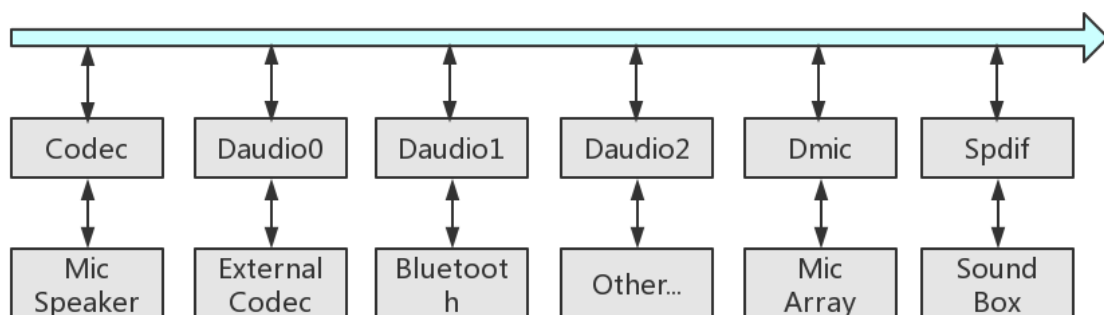 Codec
Daudio0
Daudio1
Daudio2
Dmic
Spdif
Mic
Speaker
External
Codec
Bluetoot
h
Other...
Mic
Array
Sound
Box